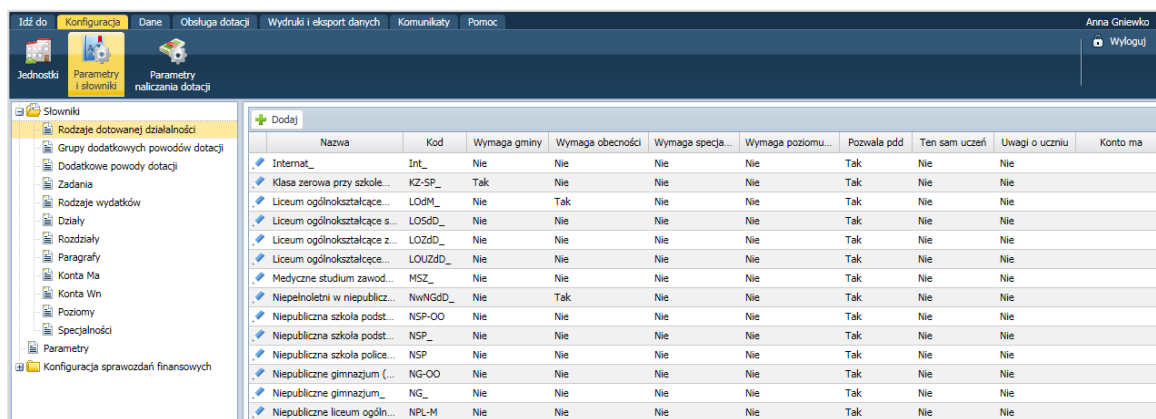 Idź do Konfiguracja Dane Obsługa dotacji Wydruki i eksport danych Komunikaty Pomoc Anna Gniewko
Wyloguj
Jednostki Parametry i słowniki Parametry naliczania dotacji
Słowniki
Rodzaje dotowanej działalności
Grupy dodatkowych powodów dotacji
Dodatkowe powody dotacji
Zadania
Rodzaje wydatków
Działy
Rozdziały
Paragrafy
Konta Ma
Konta Wn
Poziomy
Specjalności
Parametry
Konfiguracja sprawozdań finansowych
Dodaj
Nazwa Kod Wymaga gminy Wymaga obecności Wymaga specja... Wymaga poziomu... Pozwala pdd Ten sam uczeń Uwagi o uczniu Konto ma
Internat_ Int_ Nie Nie Nie Nie Tak Nie Nie
Klasa zerowa przy szkole... KZ-SP_ Tak Nie Nie Nie Tak Nie Nie
Liceum ogólnokształcące... LOdM_ Nie Tak Nie Nie Tak Nie Nie
Liceum ogólnokształcące s... LOSdD_ Nie Nie Nie Nie Tak Nie Nie
Liceum ogólnokształcące z... LOZdD_ Nie Nie Nie Nie Tak Nie Nie
Liceum ogólnokształcęce... LOUZdD_ Nie Nie Nie Nie Tak Nie Nie
Medyczne studium zawod... MSZ_ Nie Nie Nie Nie Tak Nie Nie
Niepełnoletni w niepublicz... NwNGdD_ Nie Tak Nie Nie Tak Nie Nie
Niepubliczna szkoła podst... NSP-OO Nie Nie Nie Nie Tak Nie Nie
Niepubliczna szkoła podst... NSP_ Nie Nie Nie Nie Tak Nie Nie
Niepubliczna szkoła police... NSP Nie Nie Nie Nie Tak Nie Nie
Niepubliczne gimnazjum (... NG-OO Nie Nie Nie Nie Tak Nie Nie
Niepubliczne gimnazjum_ NG_ Nie Nie Nie Nie Tak Nie Nie
Niepubliczne liceum ogóln... NPL-M Nie Nie Nie Nie Tak Nie Nie